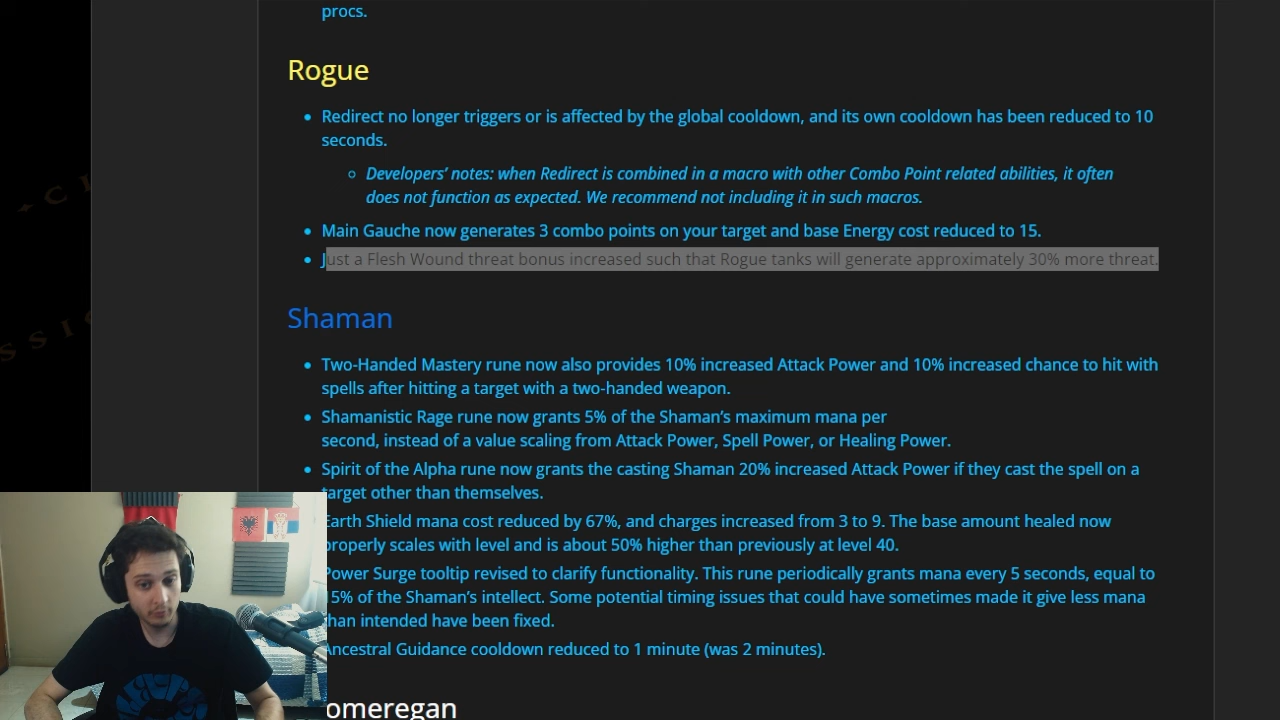 procs.
Rogue
Redirect no longer triggers or is affected by the global cooldown, and its own cooldown has been reduced to 10
seconds.
Developers' notes: when Redirect is combined in a macro with other Combo Point related abilities, it often
does not function as expected. We recommend not including it in such macros.
Main Gauche now generates 3 combo points on your target and base Energy cost reduced to 15.
Just a Flesh Wound threat bonus increased such that Rogue tanks will generate approximately 30% more threat.
Shaman
Two-Handed Mastery rune now also provides 10% increased Attack Power and 10% increased chance to hit with
spells after hitting a target with a two-handed weapon.
Shamanistic Rage rune now grants 5% of the Shaman's maximum mana per
second, instead of a value scaling from Attack Power, Spell Power, or Healing Power.
Spirit of the Alpha rune now grants the casting Shaman 20% increased Attack Power if they cast the spell on a
target other than themselves.
Earth Shield mana cost reduced by 67%, and charges increased from 3 to 9. The base amount healed now
properly scales with level and is about 50% higher than previously at level 40.
Power Surge tooltip revised to clarify functionality. This rune periodically grants mana every 5 seconds, equal to
15% of the Shaman's intellect. Some potential timing issues that could have sometimes made it give less mana
than intended have been fixed.
Ancestral Guidance cooldown reduced to 1 minute (was 2 minutes).
omeregan